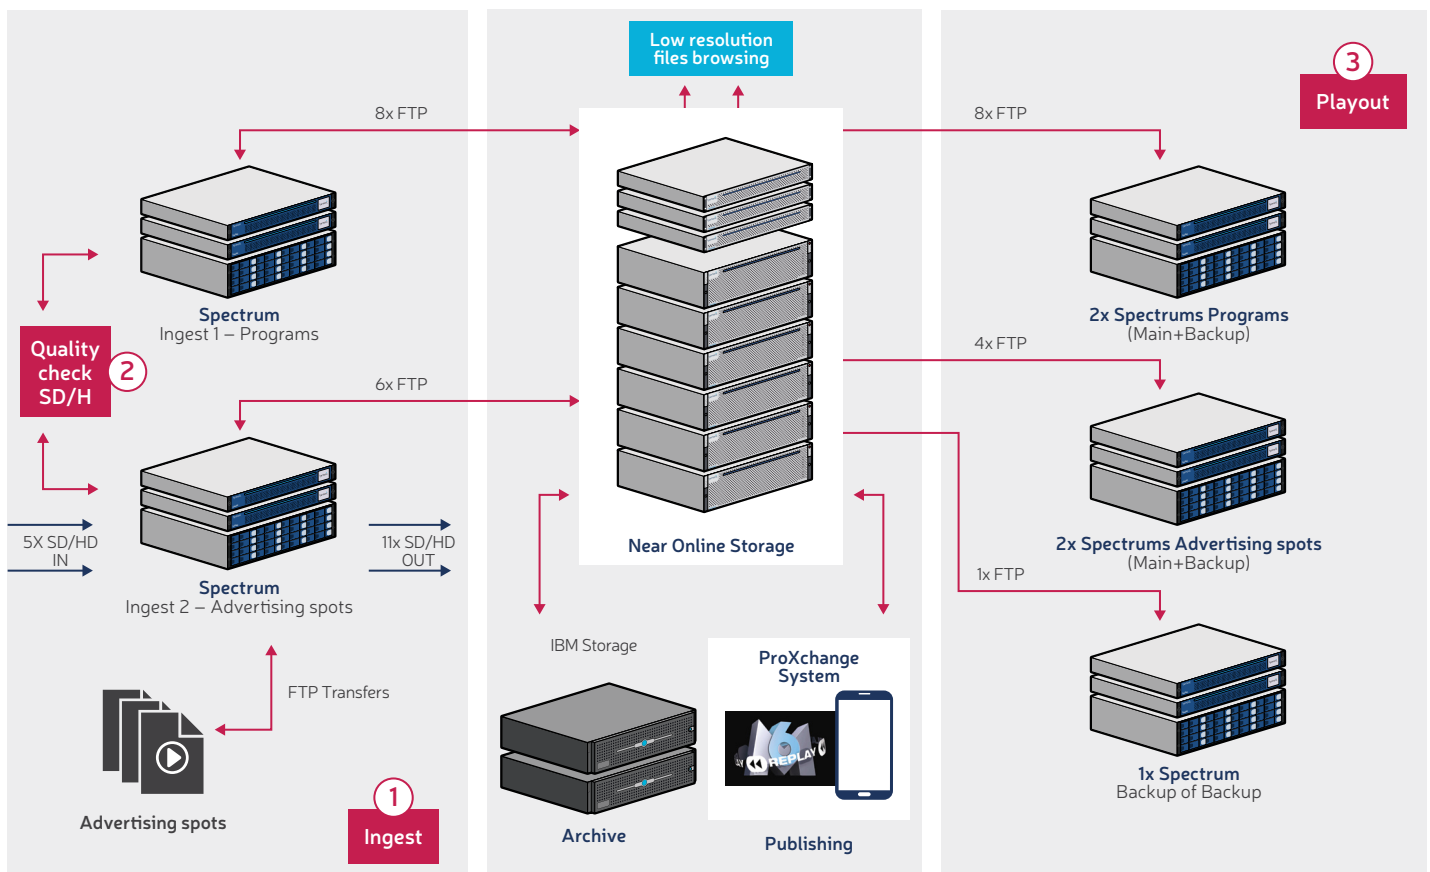 8x FTP
Spectrum
Ingest 1 – Programs
Quality
check
SD/H
2
6x FTP
5X SD/HD
IN
11x SD/HD
OUT
Spectrum
Ingest 2 – Advertising spots
FTP Transfers
Advertising spots
1
Ingest
Low resolution
files browsing
Near Online Storage
IBM Storage
Archive
ProXchange
System
M6
REPLAY
Publishing
3
Playout
8x FTP
2x Spectrums Programs
(Main+Backup)
4x FTP
2x Spectrums Advertising spots
(Main+Backup)
1x FTP
1x Spectrum
Backup of Backup